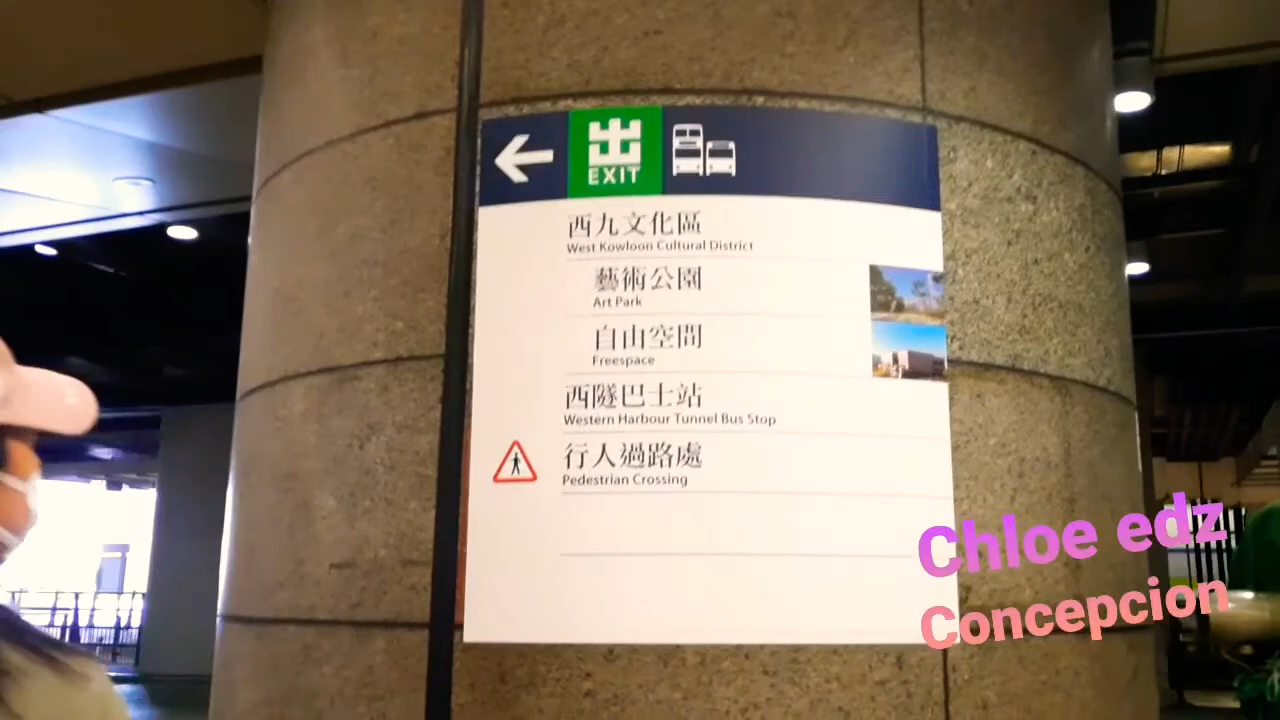 出
EXIT
西九文化區
West Kowloon Cultural District
藝術公園
Art Park
自由空間
Freespace
西隧巴士站
Western Harbour Tunnel Bus Stop
行人過路處
Pedestrian Crossing
Chloe edz
Concepcion